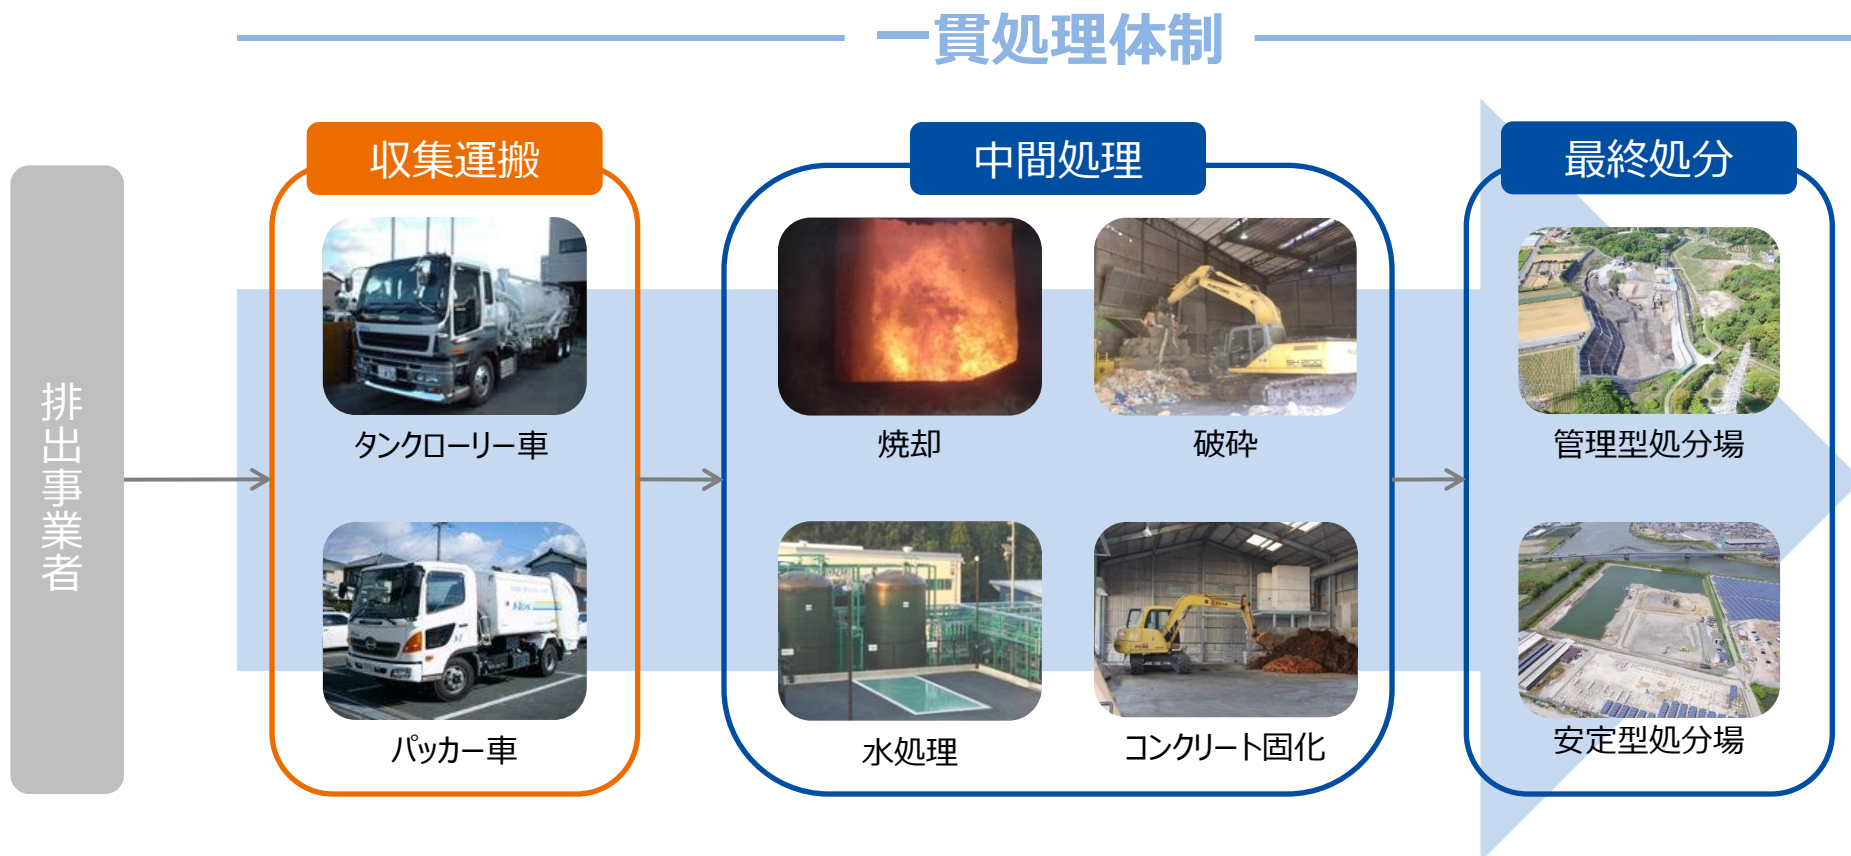 一貫処理体制
排出事業者
収集運搬
タンクローリー車
パッカー車
中間処理
焼却
破砕
水処理
コンクリート固化
最終処分
管理型処分場
安定型処分場